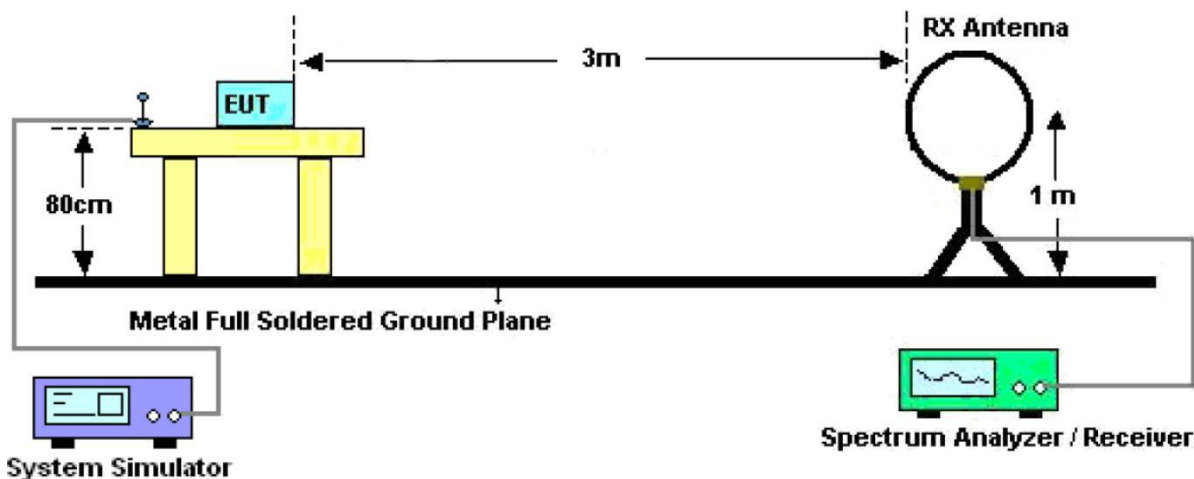 RX Antenna
3m
EUT
80cm
1 m
Metal Full Soldered Ground Plane
System Simulator
Spectrum Analyzer / Receiver